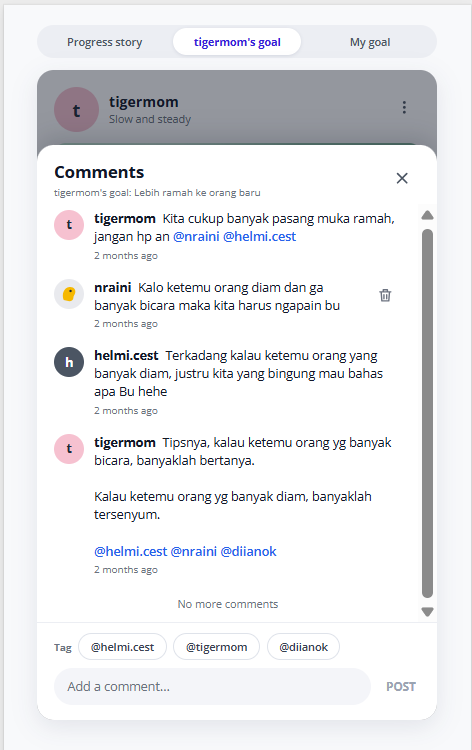 Progress story
tigermom's goal
My goal
t
tigermom
Slow and steady
Comments
tigermom's goal: Lebih ramah ke orang baru
t
tigermom Kita cukup banyak pasang muka ramah,
jangan hp an @nraini @helmi.cest
2 months ago
nraini Kalo ketemu orang diam dan ga
banyak bicara maka kita harus ngapain bu
2 months ago
h
helmi.cest Terkadang kalau ketemu orang yang
banyak diam, justru kita yang bingung mau bahas
apa Bu hehe
2 months ago
t
tigermom Tipsnya, kalau ketemu orang yg banyak
bicara, banyaklah bertanya.
Kalau ketemu orang yg banyak diam, banyaklah
tersenyum.
@helmi.cest @nraini @diianok
2 months ago
No more comments
Tag @helmi.cest @tigermom @diianok
Add a comment... POST